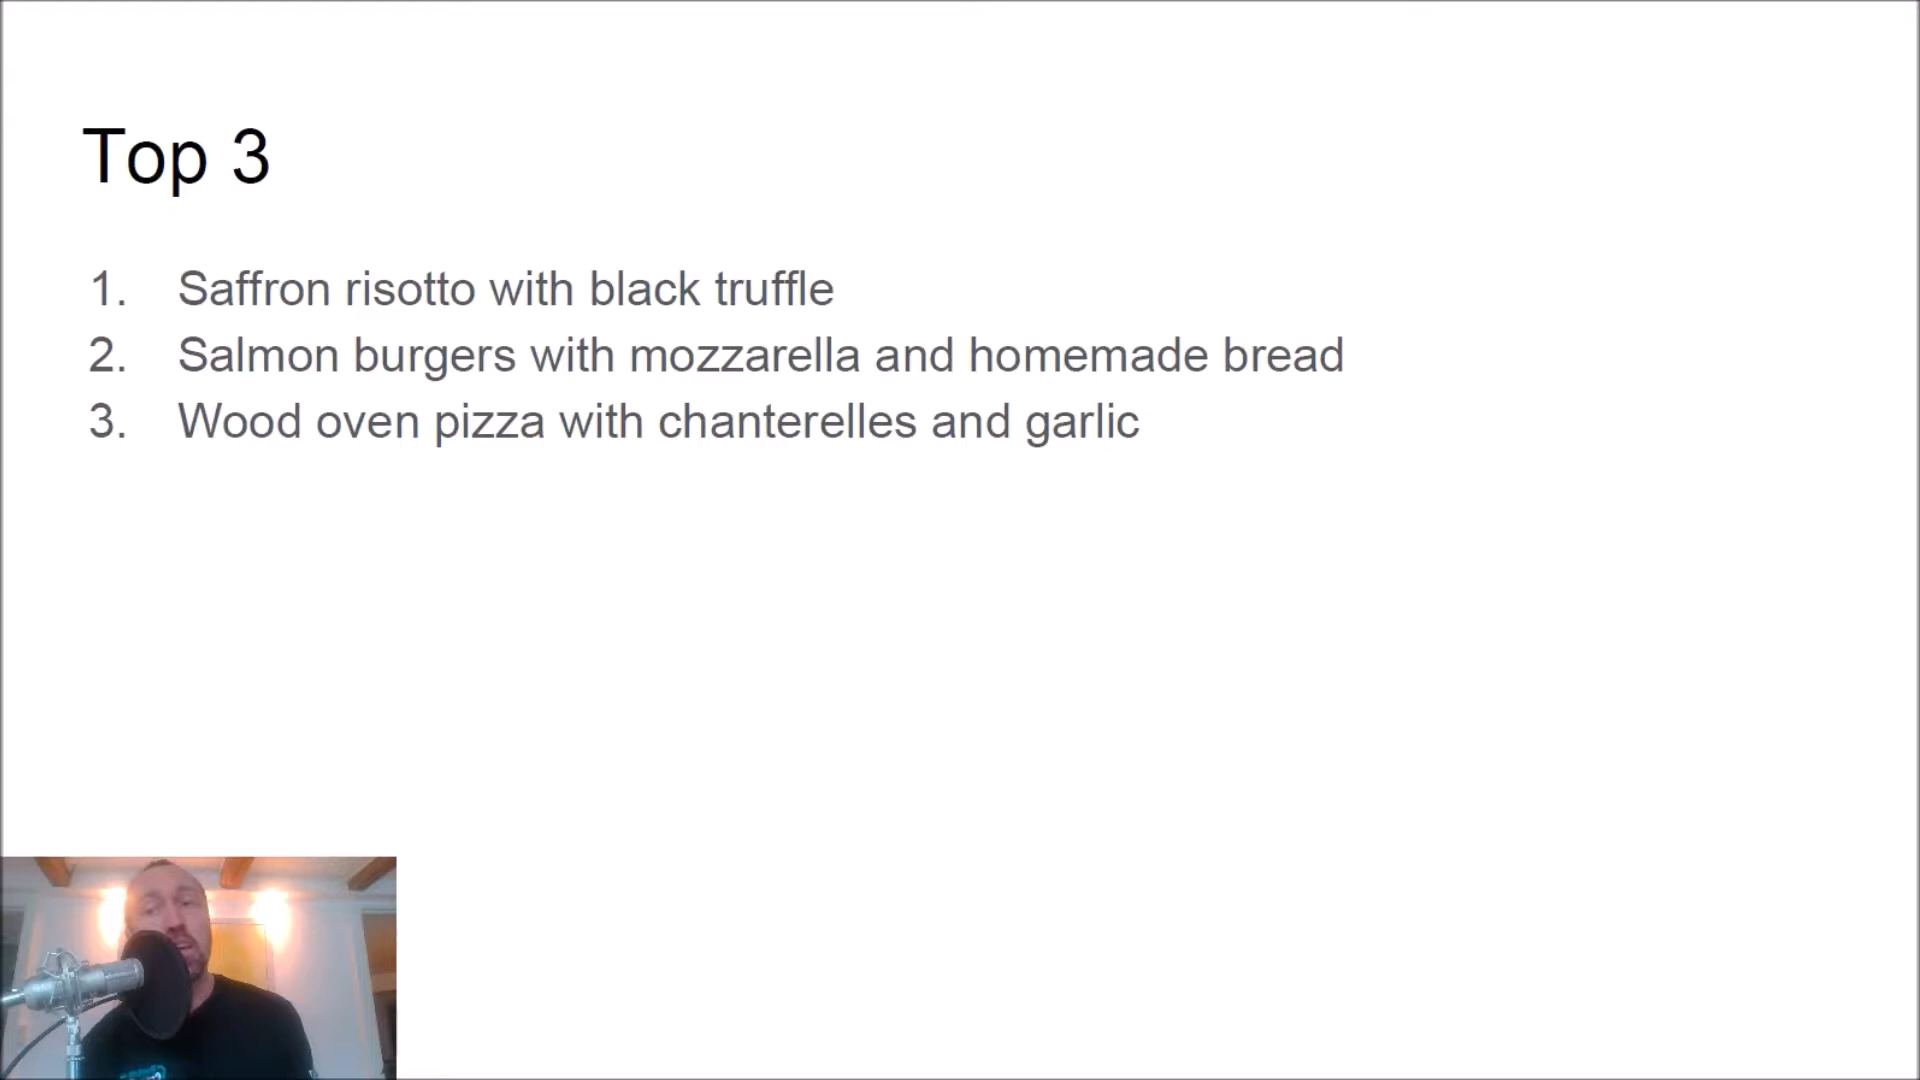 Top 3
1. Saffron risotto with black truffle
2. Salmon burgers with mozzarella and homemade bread
3. Wood oven pizza with chanterelles and garlic